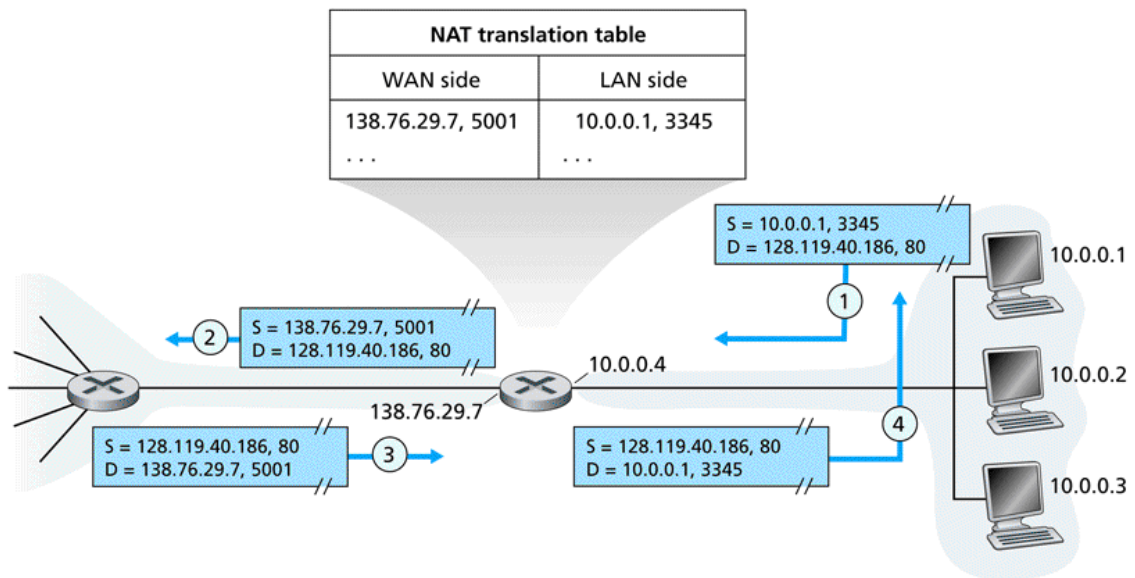 NAT translation table
WAN side LAN side
138.76.29.7, 5001 10.0.0.1, 3345
. . . . . .
S = 10.0.0.1, 3345
D = 128.119.40.186, 80
10.0.0.1
1
2
S = 138.76.29.7, 5001
D = 128.119.40.186, 80
10.0.0.4
10.0.0.2
138.76.29.7
4
S = 128.119.40.186, 80
D = 138.76.29.7, 5001
3
S = 128.119.40.186, 80
D = 10.0.0.1, 3345
10.0.0.3